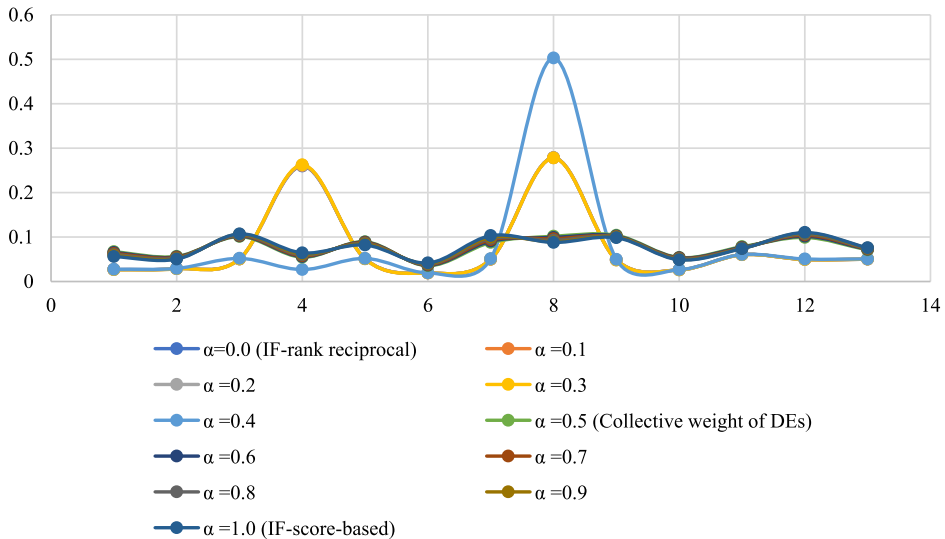 0.6
0.5
0.4
0.3
0.2
0.1
0
0 2 4 6 8 10 12 14
α=0.0 (IF-rank reciprocal) α =0.1
α =0.2 α =0.3
α =0.4 α =0.5 (Collective weight of DEs)
α =0.6 α =0.7
α =0.8 α =0.9
α =1.0 (IF-score-based)